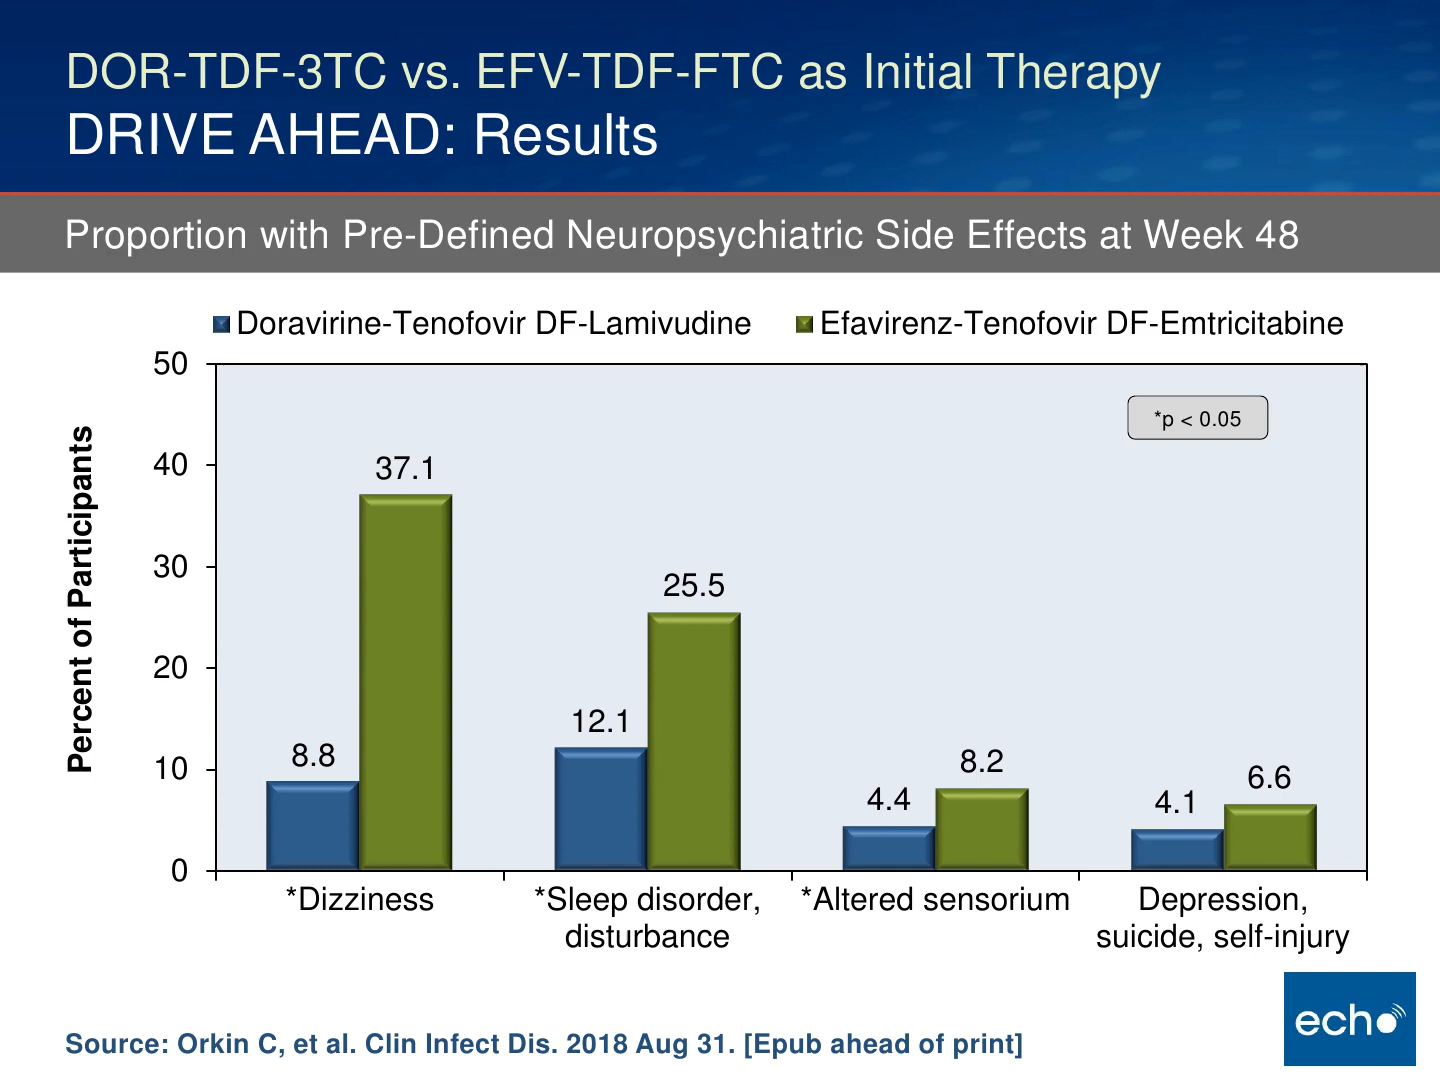 DOR-TDF-3TC vs. EFV-TDF-FTC as Initial Therapy
DRIVE AHEAD: Results
Proportion with Pre-Defined Neuropsychiatric Side Effects at Week 48
Doravirine-Tenofovir DF-Lamivudine
Efavirenz-Tenofovir DF-Emtricitabine
Percent of Participants
50
40
30
20
10
0
*p < 0.05
8.8
37.1
12.1
25.5
4.4
8.2
4.1
6.6
*Dizziness
*Sleep disorder,
disturbance
*Altered sensorium
Depression,
suicide, self-injury
Source: Orkin C, et al. Clin Infect Dis. 2018 Aug 31. [Epub ahead of print]
echo